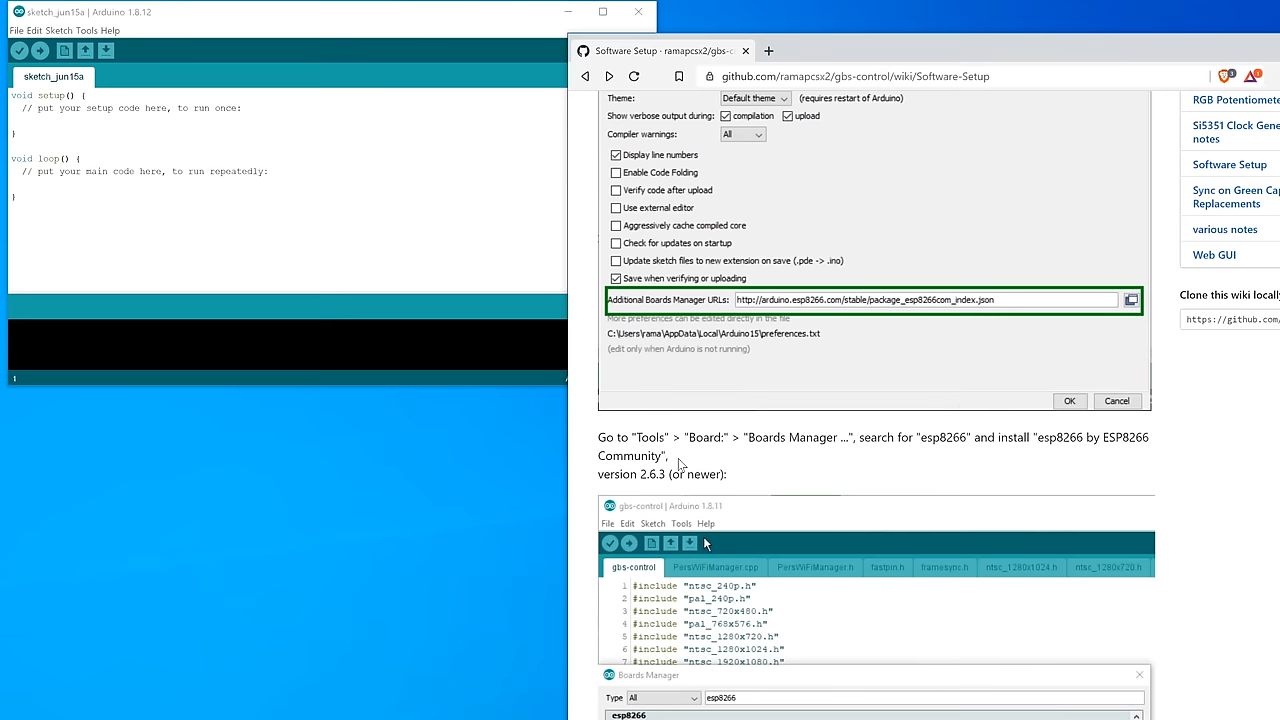 sketch_jun15a | Arduino 1.8.12
File Edit Sketch Tools Help
sketch_jun15a
void setup() {
// put your setup code here, to run once:
}
void loop() {
// put your main code here, to run repeatedly:
}
1
Software Setup · ramapcsx2/gbs-c
github.com/ramapcsx2/gbs-control/wiki/Software-Setup
3
1
Theme: Default theme (requires restart of Arduino)
Show verbose output during: compilation upload
Compiler warnings: All
Display line numbers
Enable Code Folding
Verify code after upload
Use external editor
Aggressively cache compiled core
Check for updates on startup
Update sketch files to new extension on save (.pde -> .ino)
Save when verifying or uploading
Additional Boards Manager URLs: http://arduino.esp8266.com/stable/package_esp8266com_index.json
More preferences can be edited directly in the file
C:\Users\rama\AppData\Local\Arduino15\preferences.txt
(edit only when Arduino is not running)
OK Cancel
Go to "Tools" > "Board:" > "Boards Manager ...", search for "esp8266" and install "esp8266 by ESP8266
Community",
version 2.6.3 (or newer):
gbs-control | Arduino 1.8.11
File Edit Sketch Tools Help
gbs-control PersWiFiManager.cpp PersWiFiManager.h fastpin.h framesync.h ntsc_1280x1024.h ntsc_1280x720.h
1 #include "ntsc_240p.h"
2 #include "pal_240p.h"
3 #include "ntsc_720x480.h"
4 #include "pal_768x576.h"
5 #include "ntsc_1280x720.h"
6 #include "ntsc_1280x1024.h"
7 #include "ntsc_1920x1080.h"
Boards Manager
Type All esp8266
esp8266
RGB Potentiomete
Si5351 Clock Gene
notes
Software Setup
Sync on Green Cap
Replacements
various notes
Web GUI
Clone this wiki locally
https://github.com/